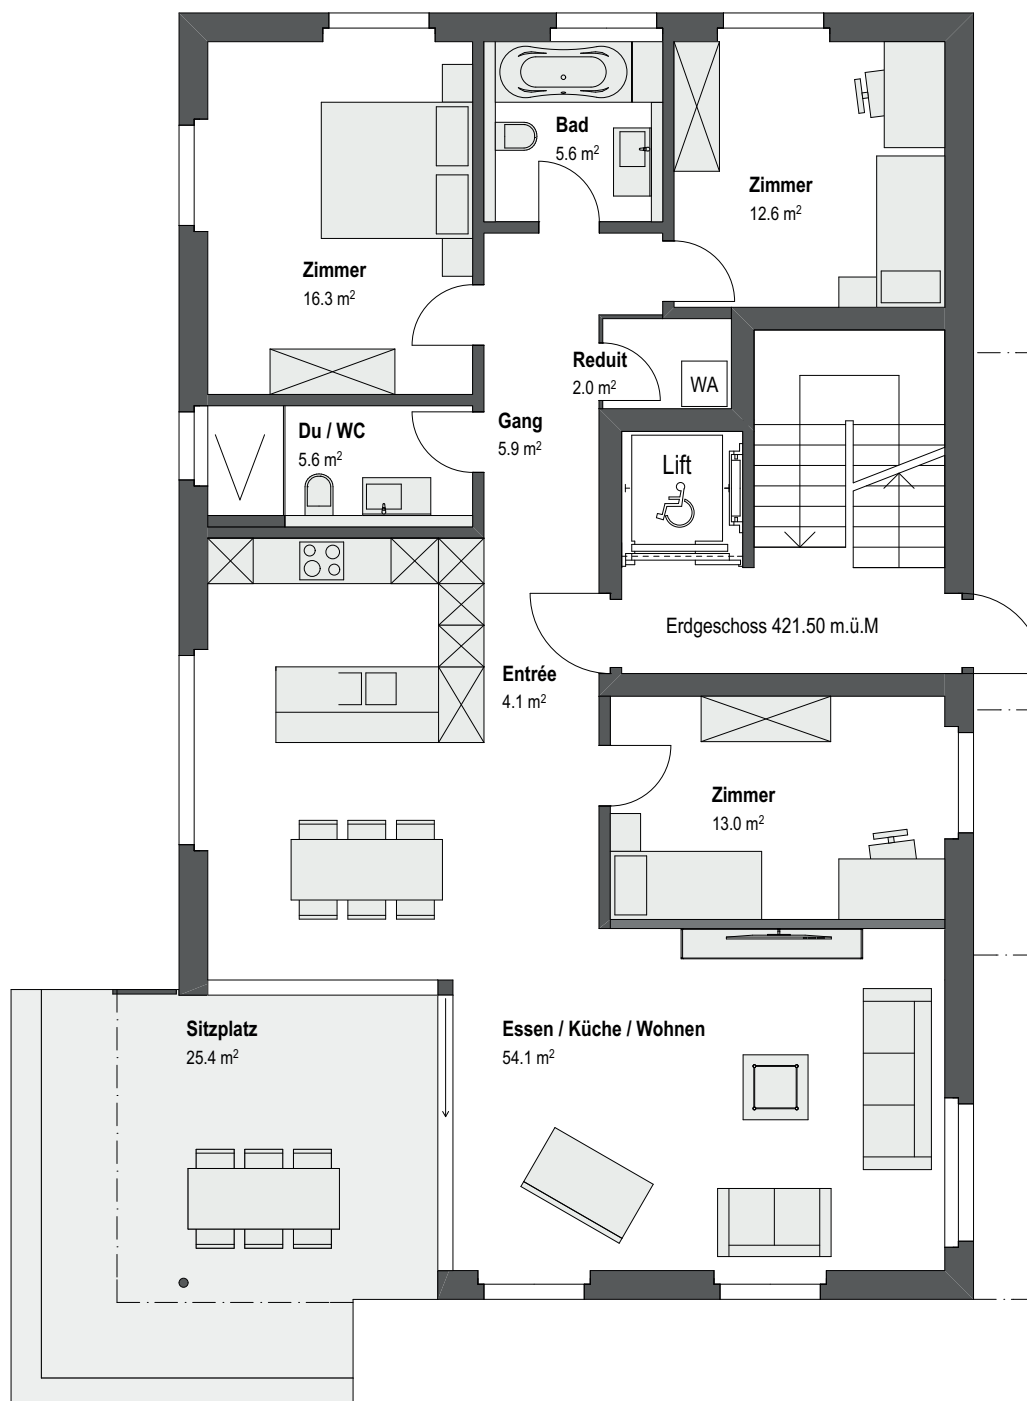 Bad
5.6 m²
Zimmer
12.6 m²
Zimmer
16.3 m²
Reduit
2.0 m²
WA
Du / WC
5.6 m²
Gang
5.9 m²
Lift
Erdgeschoss 421.50 m.ü.M
Entrée
4.1 m²
Zimmer
13.0 m²
Sitzplatz
25.4 m²
Essen / Küche / Wohnen
54.1 m²